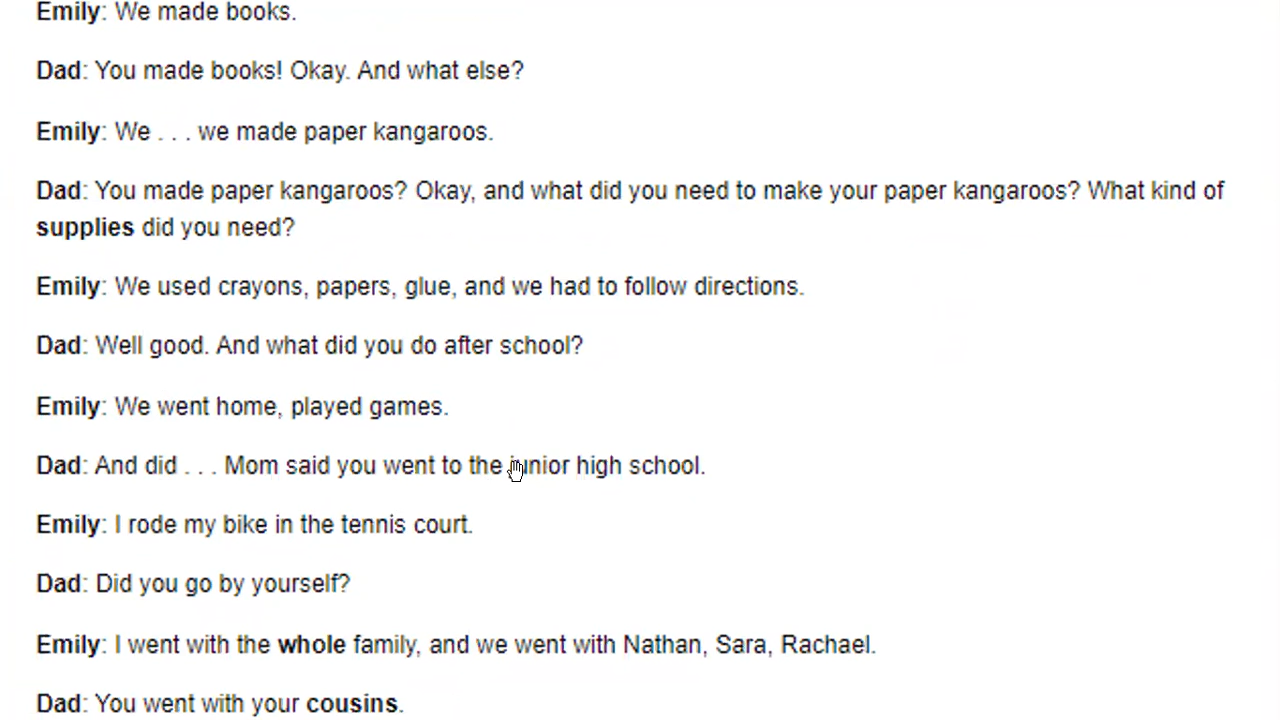 Emily: We made books.
Dad: You made books! Okay. And what else?
Emily: We . . . we made paper kangaroos.
Dad: You made paper kangaroos? Okay, and what did you need to make your paper kangaroos? What kind of
supplies did you need?
Emily: We used crayons, papers, glue, and we had to follow directions.
Dad: Well good. And what did you do after school?
Emily: We went home, played games.
Dad: And did . . . Mom said you went to the junior high school.
Emily: I rode my bike in the tennis court.
Dad: Did you go by yourself?
Emily: I went with the whole family, and we went with Nathan, Sara, Rachael.
Dad: You went with your cousins.